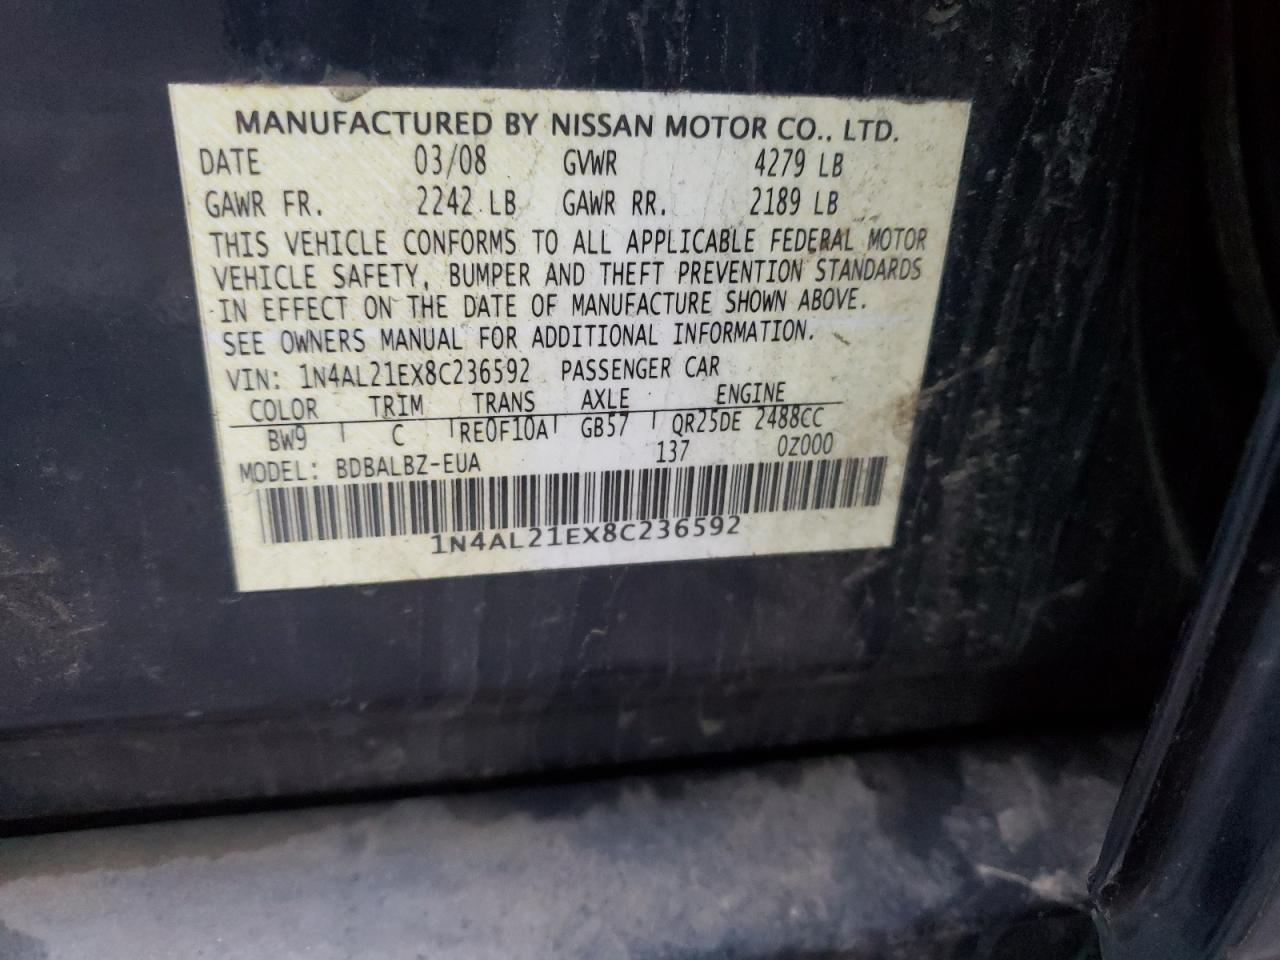 MANUFACTURED BY NISSAN MOTOR CO., LTD.
DATE 03/08 GVWR 4279 LB
GAWR FR. 2242 LB GAWR RR. 2189 LB
THIS VEHICLE CONFORMS TO ALL APPLICABLE FEDERAL MOTOR
VEHICLE SAFETY, BUMPER AND THEFT PREVENTION STANDARDS
IN EFFECT ON THE DATE OF MANUFACTURE SHOWN ABOVE.
SEE OWNERS MANUAL FOR ADDITIONAL INFORMATION.
VIN: 1N4AL21EX8C236592 PASSENGER CAR
COLOR TRIM TRANS AXLE ENGINE
BW9 C RE0F10A GB57 QR25DE 2488CC
MODEL: BDBALBZ-EUA 137 0Z000
1N4AL21EX8C236592